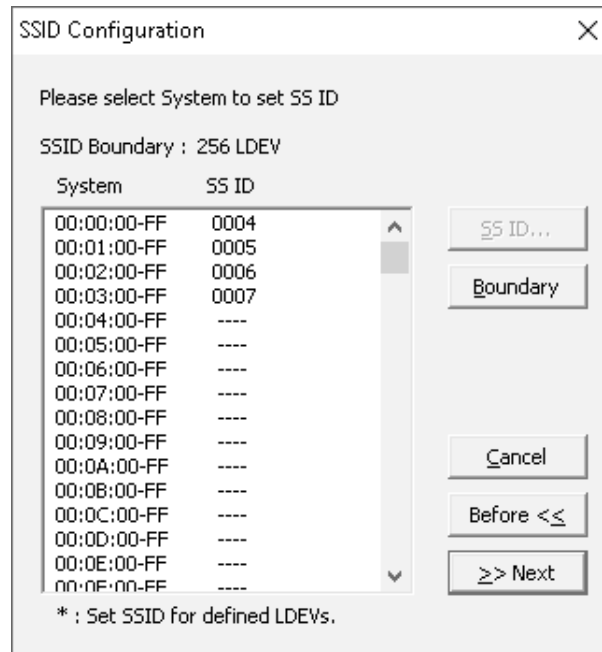 SSID Configuration
Please select System to set SS ID
SSID Boundary : 256 LDEV
System SS ID
00:00:00-FF 0004
00:01:00-FF 0005
00:02:00-FF 0006
00:03:00-FF 0007
00:04:00-FF ----
00:05:00-FF ----
00:06:00-FF ----
00:07:00-FF ----
00:08:00-FF ----
00:09:00-FF ----
00:0A:00-FF ----
00:0B:00-FF ----
00:0C:00-FF ----
00:0D:00-FF ----
00:0E:00-FF ----
00:0F:00-FF ----
SS ID...
Boundary
Cancel
Before <<
>> Next
* : Set SSID for defined LDEVs.